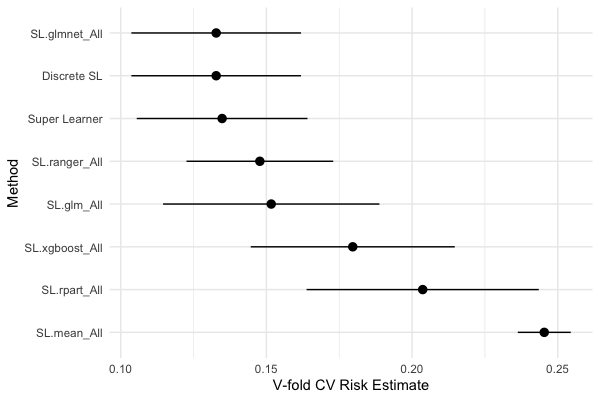 SL.glmnet_All
Discrete SL
Super Learner
SL.ranger_All
SL.glm_All
SL.xgboost_All
SL.rpart_All
SL.mean_All
Method
0.10 0.15 0.20 0.25
V-fold CV Risk Estimate